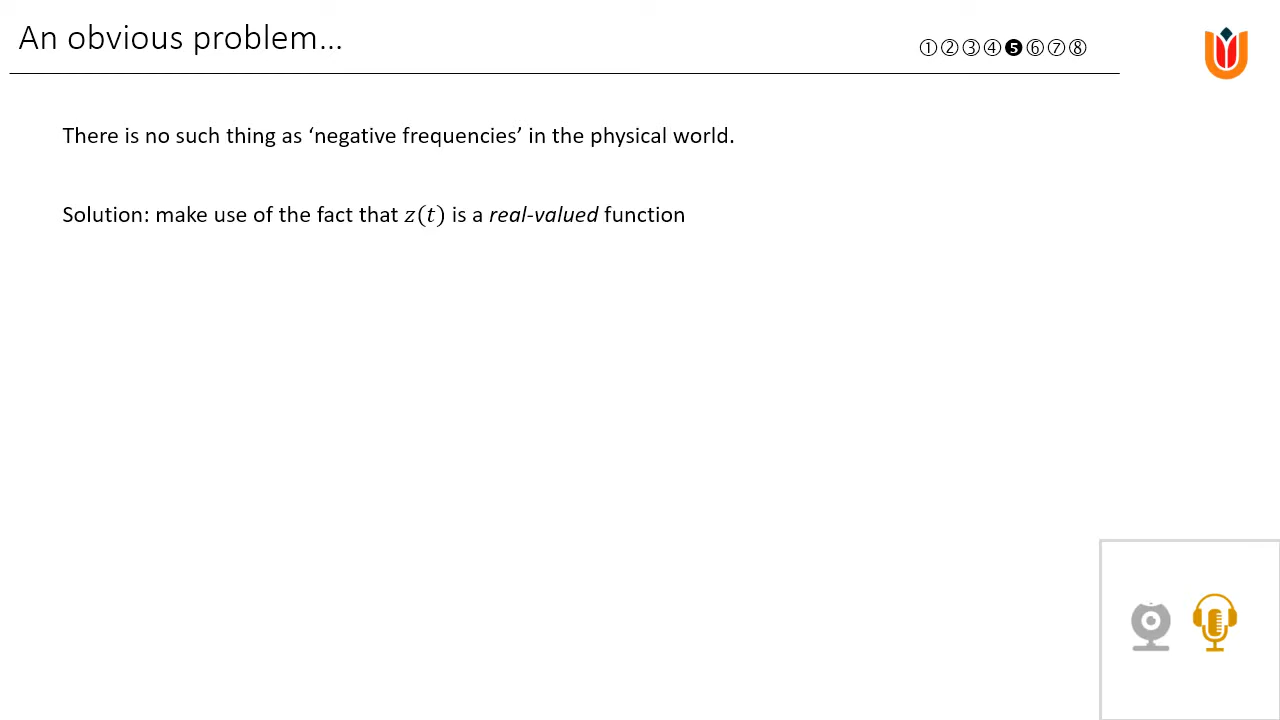 An obvious problem...
①②③④❺⑥⑦⑧
There is no such thing as ‘negative frequencies’ in the physical world.
Solution: make use of the fact that 𝑧(𝑡) is a real-valued function